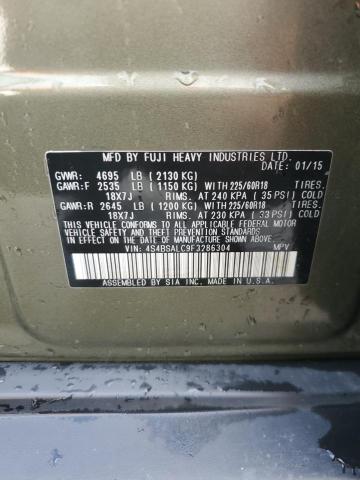 MFD BY FUJI HEAVY INDUSTRIES LTD.
DATE: 01/15
GVWR: 4695 LB (2130 KG)
GAWR:F 2535 LB (1150 KG) WITH 225/60R18 TIRES.
18X7J RIMS. AT 240 KPA (35 PSI) COLD
GAWR:R 2645 LB (1200 KG) WITH 225/60R18 TIRES.
18X7J RIMS. AT 230 KPA (33 PSI) COLD
THIS VEHICLE CONFORMS TO ALL APPLICABLE FEDERAL MOTOR
VEHICLE SAFETY AND THEFT PREVENTION STANDARDS IN EFFECT
ON THE DATE OF MANUFACTURE SHOWN ABOVE.
VIN: 4S4BSALC9F3286304 MPV
ASSEMBLED BY SIA INC. MADE IN U.S.A.